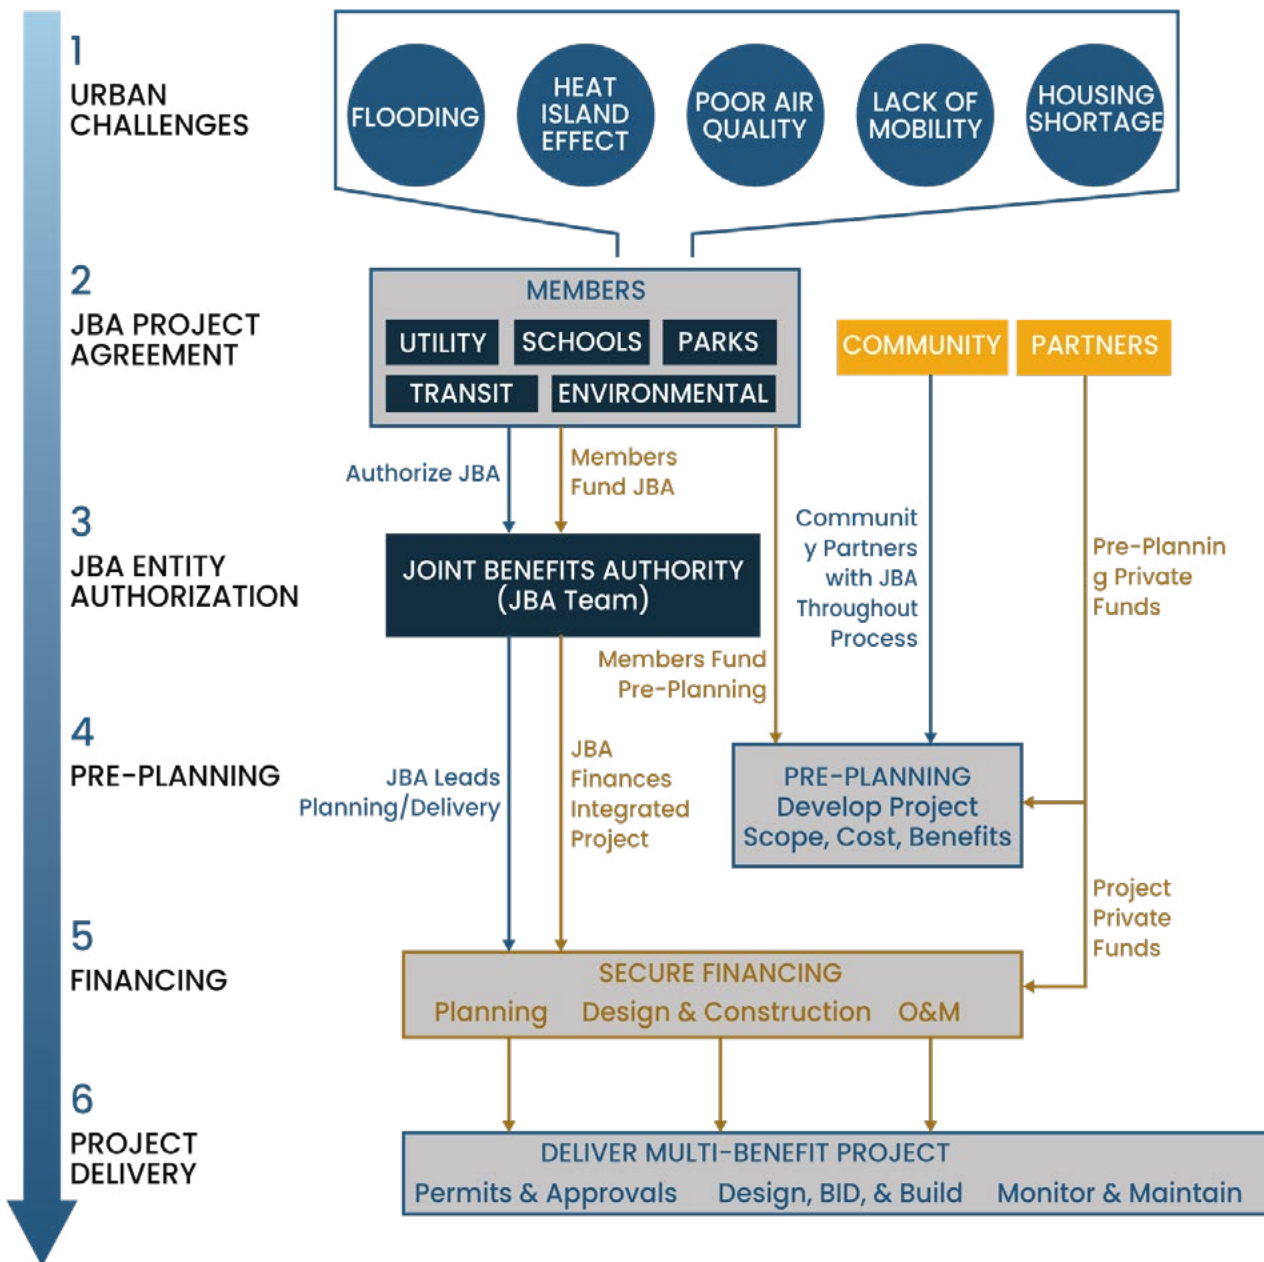 1
URBAN
CHALLENGES
FLOODING
HEAT
ISLAND
EFFECT
POOR AIR
QUALITY
LACK OF
MOBILITY
HOUSING
SHORTAGE
2
JBA PROJECT
AGREEMENT
MEMBERS
UTILITY
SCHOOLS
PARKS
TRANSIT
ENVIRONMENTAL
COMMUNITY
PARTNERS
Authorize JBA
Members
Fund JBA
3
JBA ENTITY
AUTHORIZATION
JOINT BENEFITS AUTHORITY
(JBA Team)
Members Fund
Pre-Planning
Communit
y Partners
with JBA
Throughout
Process
Pre-Plannin
g Private
Funds
4
PRE-PLANNING
JBA Leads
Planning/Delivery
JBA
Finances
Integrated
Project
PRE-PLANNING
Develop Project
Scope, Cost, Benefits
Project
Private
Funds
5
FINANCING
SECURE FINANCING
Planning
Design & Construction
O&M
6
PROJECT
DELIVERY
DELIVER MULTI-BENEFIT PROJECT
Permits & Approvals
Design, BID, & Build
Monitor & Maintain